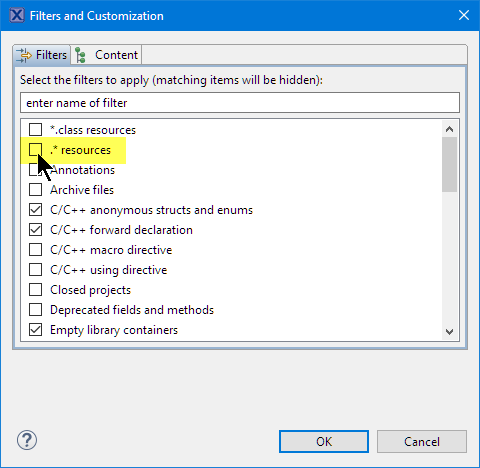 Filters and Customization
Filters
Content
Select the filters to apply (matching items will be hidden):
enter name of filter
*.class resources
.* resources
Annotations
Archive files
C/C++ anonymous structs and enums
C/C++ forward declaration
C/C++ macro directive
C/C++ using directive
Closed projects
Deprecated fields and methods
Empty library containers
?
OK
Cancel